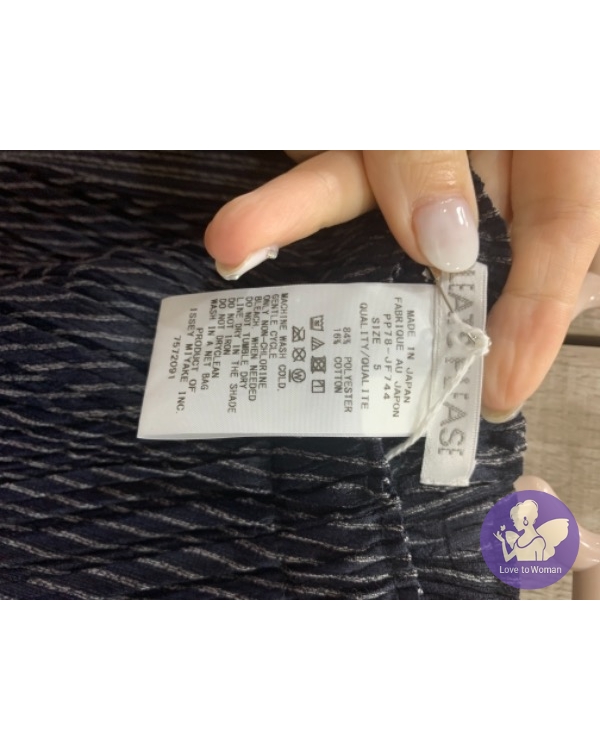 PLEATS PLEASE
MADE IN JAPAN
FABRIQUE AU JAPON
PP78-JF744
SIZE 5
QUALITY/QUALITE
84% POLYESTER
16% COTTON
MACHINE WASH COLD.
GENTLE CYCLE
ONLY NON-CHLORINE
BLEACH WHEN NEEDED
DO NOT TUMBLE DRY
LINE DRY IN THE SHADE
DO NOT IRON
DO NOT DRYCLEAN
WASH IN A NET BAG
PRODUCT OF
ISSEY MIYAKE INC.
7572091
Love to Woman